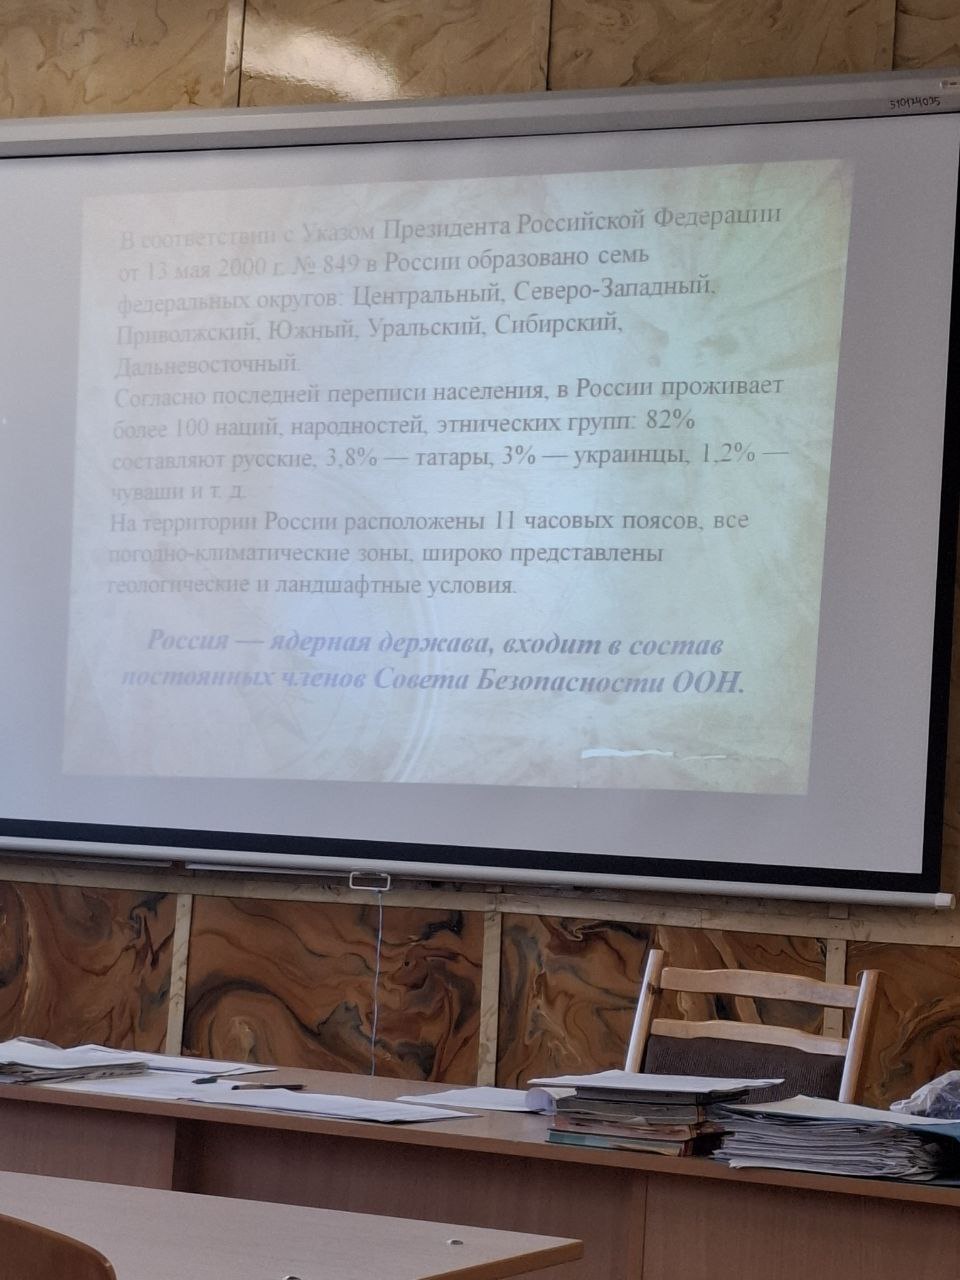 510124035
В соответствии с Указом Президента Российской Федерации
от 13 мая 2000 г. № 849 в России образовано семь
федеральных округов: Центральный, Северо-Западный,
Приволжский, Южный, Уральский, Сибирский,
Дальневосточный.
Согласно последней переписи населения, в России проживает
более 100 наций, народностей, этнических групп: 82%
составляют русские, 3,8% — татары, 3% — украинцы, 1,2% —
чуваши и т. д.
На территории России расположены 11 часовых поясов, все
погодно-климатические зоны, широко представлены
геологические и ландшафтные условия.
Россия — ядерная держава, входит в состав
постоянных членов Совета Безопасности ООН.